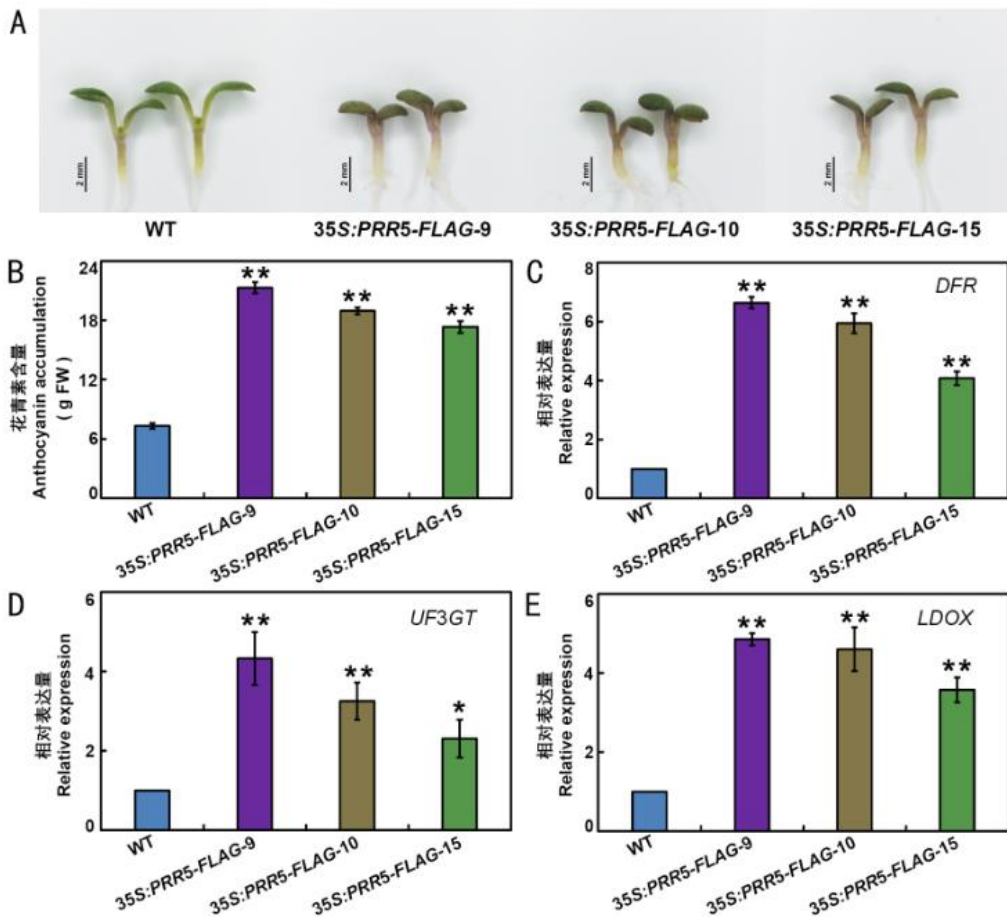 A
2 mm
2 mm
2 mm
2 mm
WT
35S:PRR5-FLAG-9
35S:PRR5-FLAG-10
35S:PRR5-FLAG-15
B
花青素含量
Anthocyanin accumulation
( g FW )
24
18
12
6
0
**
**
**
WT
35S:PRR5-FLAG-9
35S:PRR5-FLAG-10
35S:PRR5-FLAG-15
C
DFR
相对表达量
Relative expression
8
6
4
2
0
**
**
**
WT
35S:PRR5-FLAG-9
35S:PRR5-FLAG-10
35S:PRR5-FLAG-15
D
UF3GT
相对表达量
Relative expression
6
4
2
0
**
**
*
WT
35S:PRR5-FLAG-9
35S:PRR5-FLAG-10
35S:PRR5-FLAG-15
E
LDOX
相对表达量
Relative expression
6
4
2
0
**
**
**
WT
35S:PRR5-FLAG-9
35S:PRR5-FLAG-10
35S:PRR5-FLAG-15